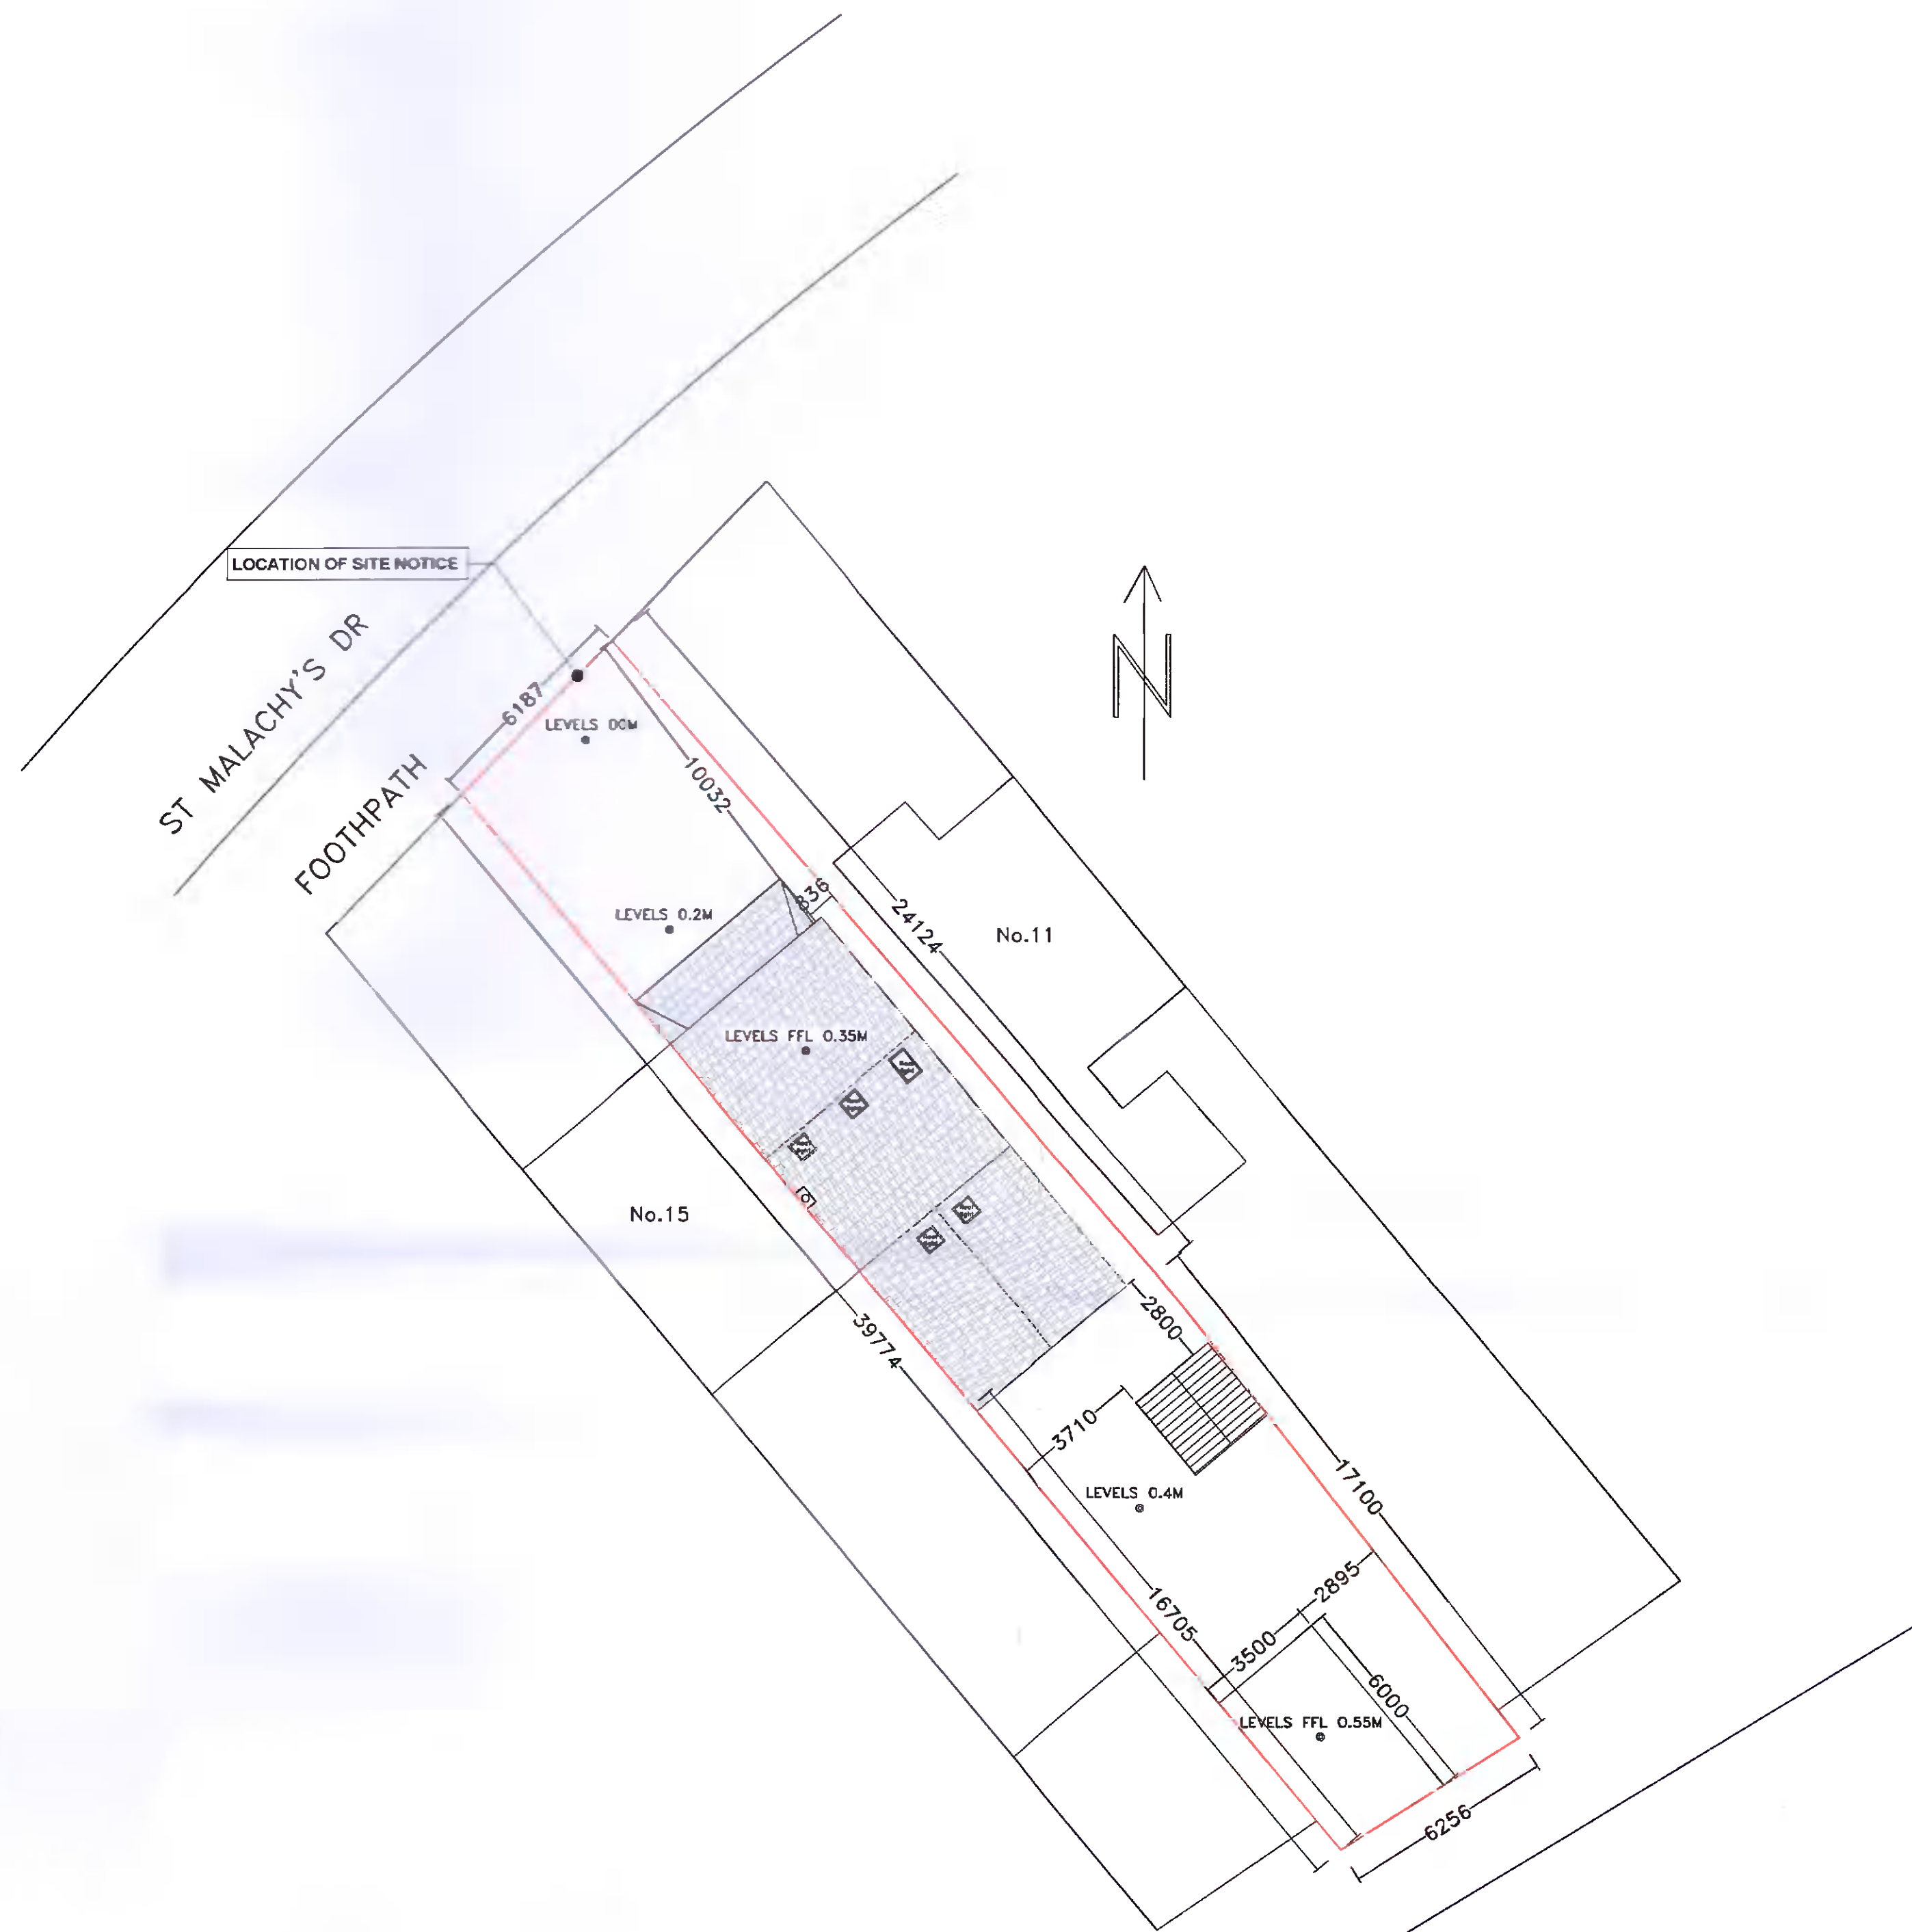 LOCATION OF SITE NOTICE
ST MALACHY'S DR
FOOTHPATH
6187
LEVELS 00M
10032
N
836
LEVELS 0.2M
24124
No.11
LEVELS FFL 0.35M
No.15
2800
39774
3710
LEVELS 0.4M
17100
2895
16705
3500
6000
LEVELS FFL 0.55M
6256